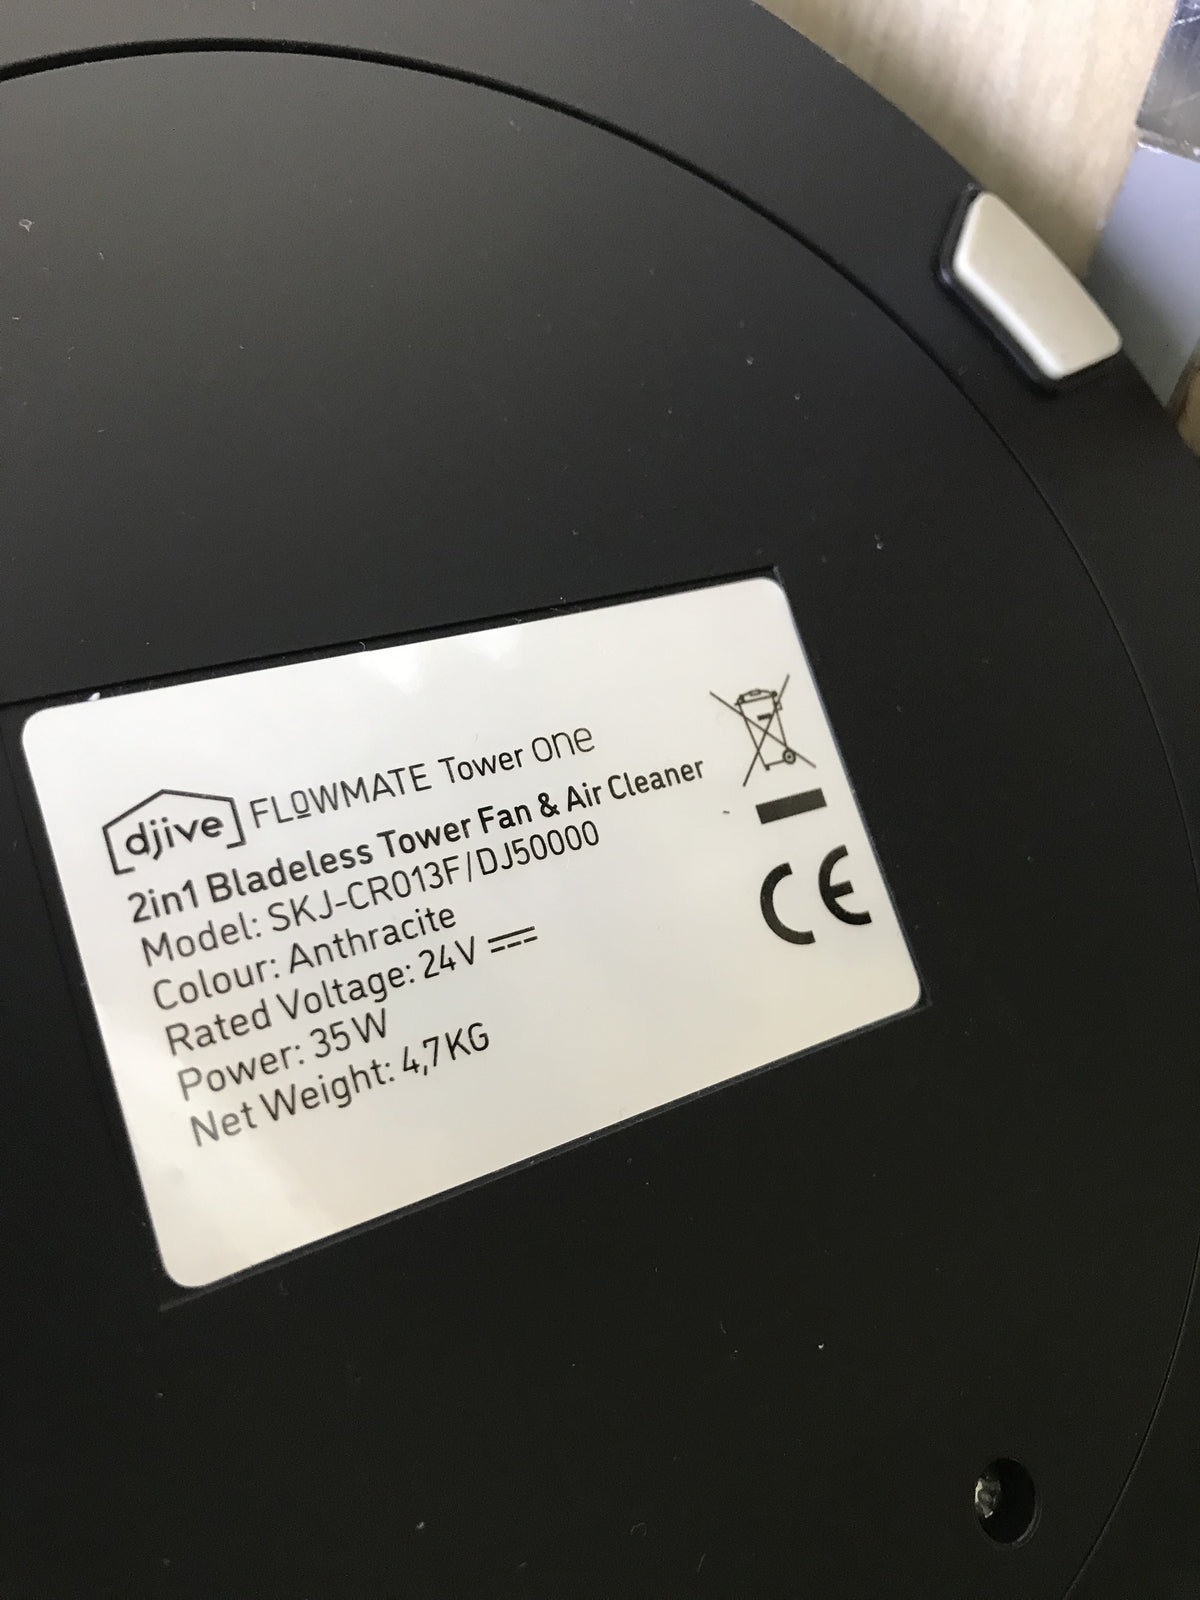 djive FLOWMATE Tower one
2in1 Bladeless Tower Fan & Air Cleaner
Model: SKJ-CR013F/DJ50000
Colour: Anthracite
Rated Voltage: 24V ⎓
Power: 35W
Net Weight: 4,7KG
CE